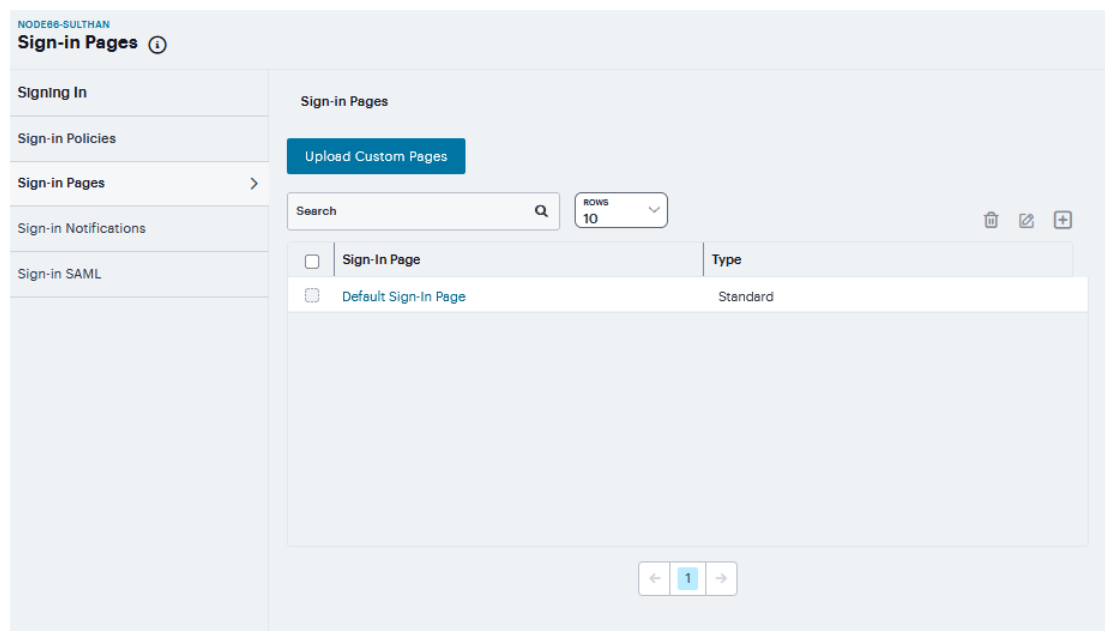 NODE66-SULTHAN
Sign-in Pages
Signing In
Sign-in Policies
Sign-in Pages
Sign-in Notifications
Sign-in SAML
Sign-in Pages
Upload Custom Pages
Search
ROWS
10
Sign-In Page Type
Default Sign-In Page Standard
1